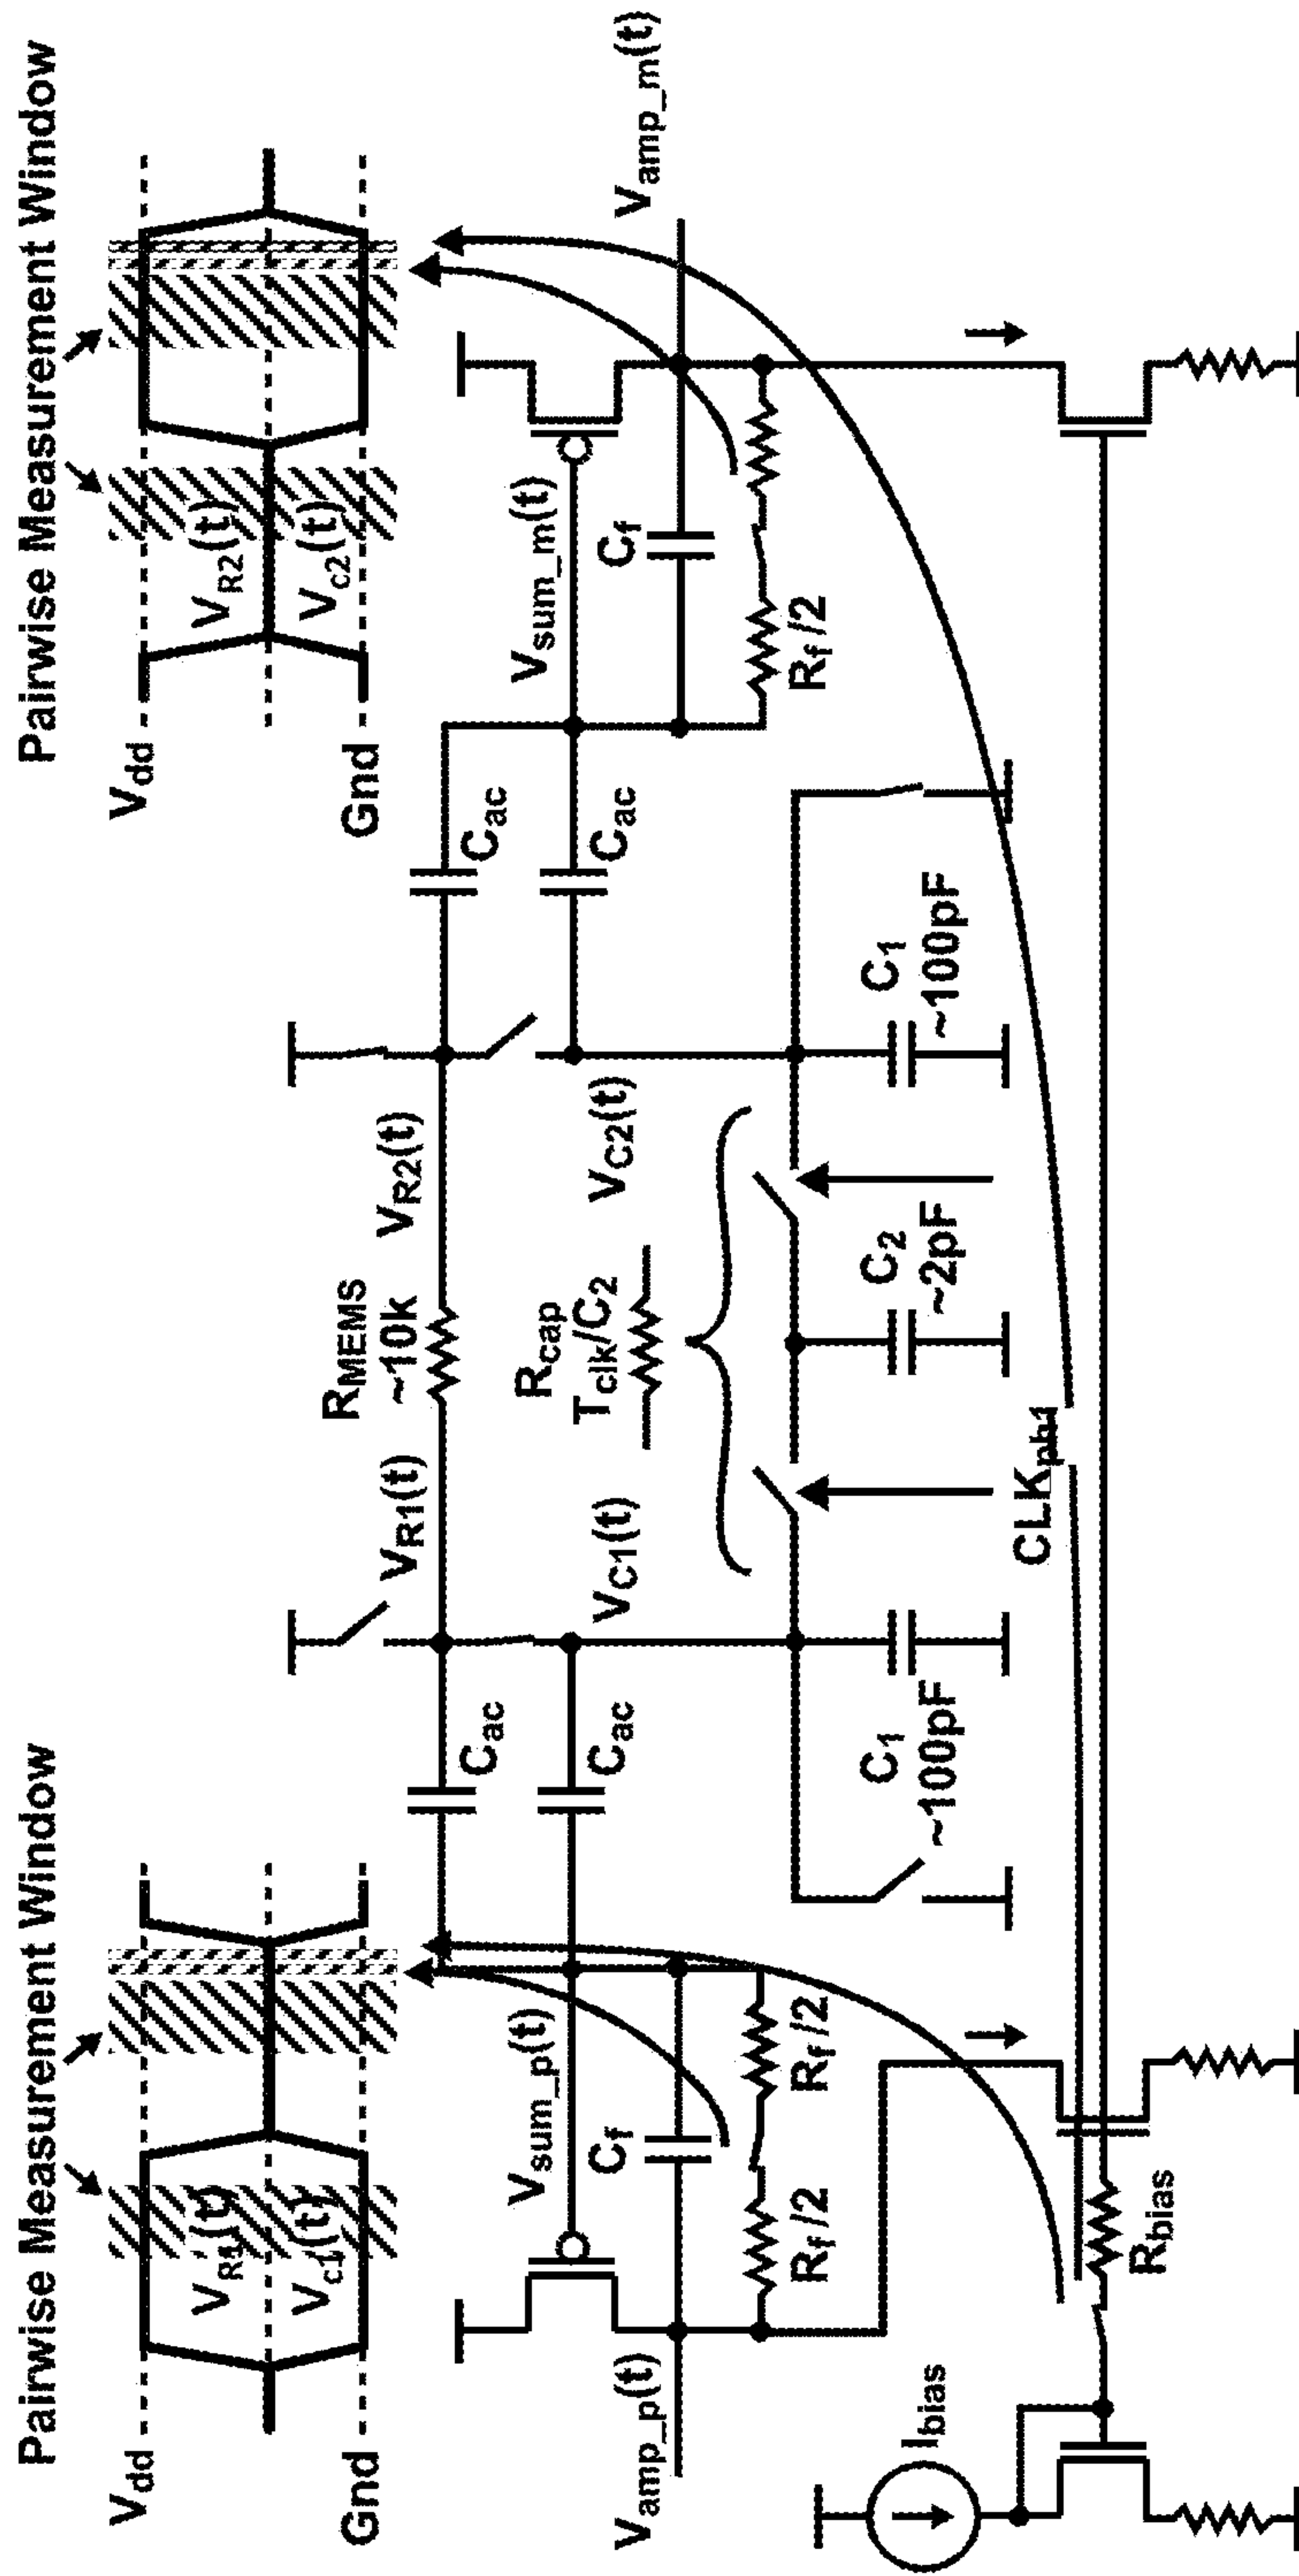 Pairwise Measurement Window
Pairwise Measurement Window
Vdd
VR1(t)
Vc1(t)
Gnd
Vdd
VR2(t)
Vc2(t)
Gnd
Vamp_p(t)
Vsum_p(t)
Cf
Rf/2
Rf/2
Cac
Cac
VR1(t)
RMEMS
~10k
VR2(t)
VC1(t)
Rcap
Tclk/C2
VC2(t)
Cac
Cac
Vsum_m(t)
Cf
Rf/2
Vamp_m(t)
C1
~100pF
C2
~2pF
C1
~100pF
CLKph1
Ibias
Rbias